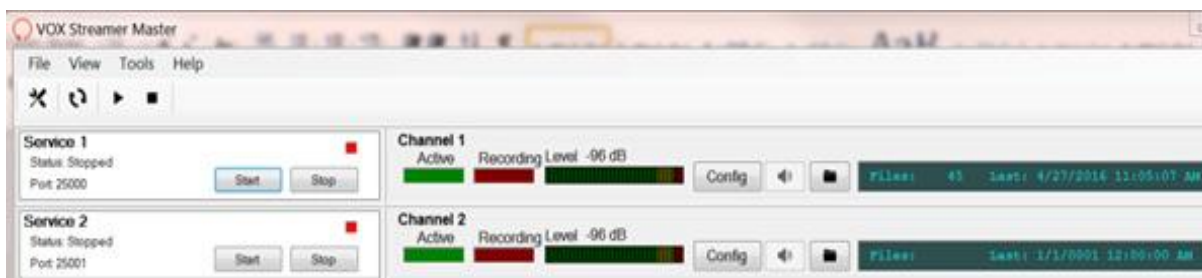 VOX Streamer Master
File View Tools Help
Service 1
Status: Stopped
Port: 25000
Start Stop
Channel 1
Active Recording Level -96 dB
Config
Files: 45 Last: 4/27/2016 11:05:07 AM
Service 2
Status: Stopped
Port: 25001
Start Stop
Channel 2
Active Recording Level -96 dB
Config
Files: Last: 1/1/0001 12:00:00 AM